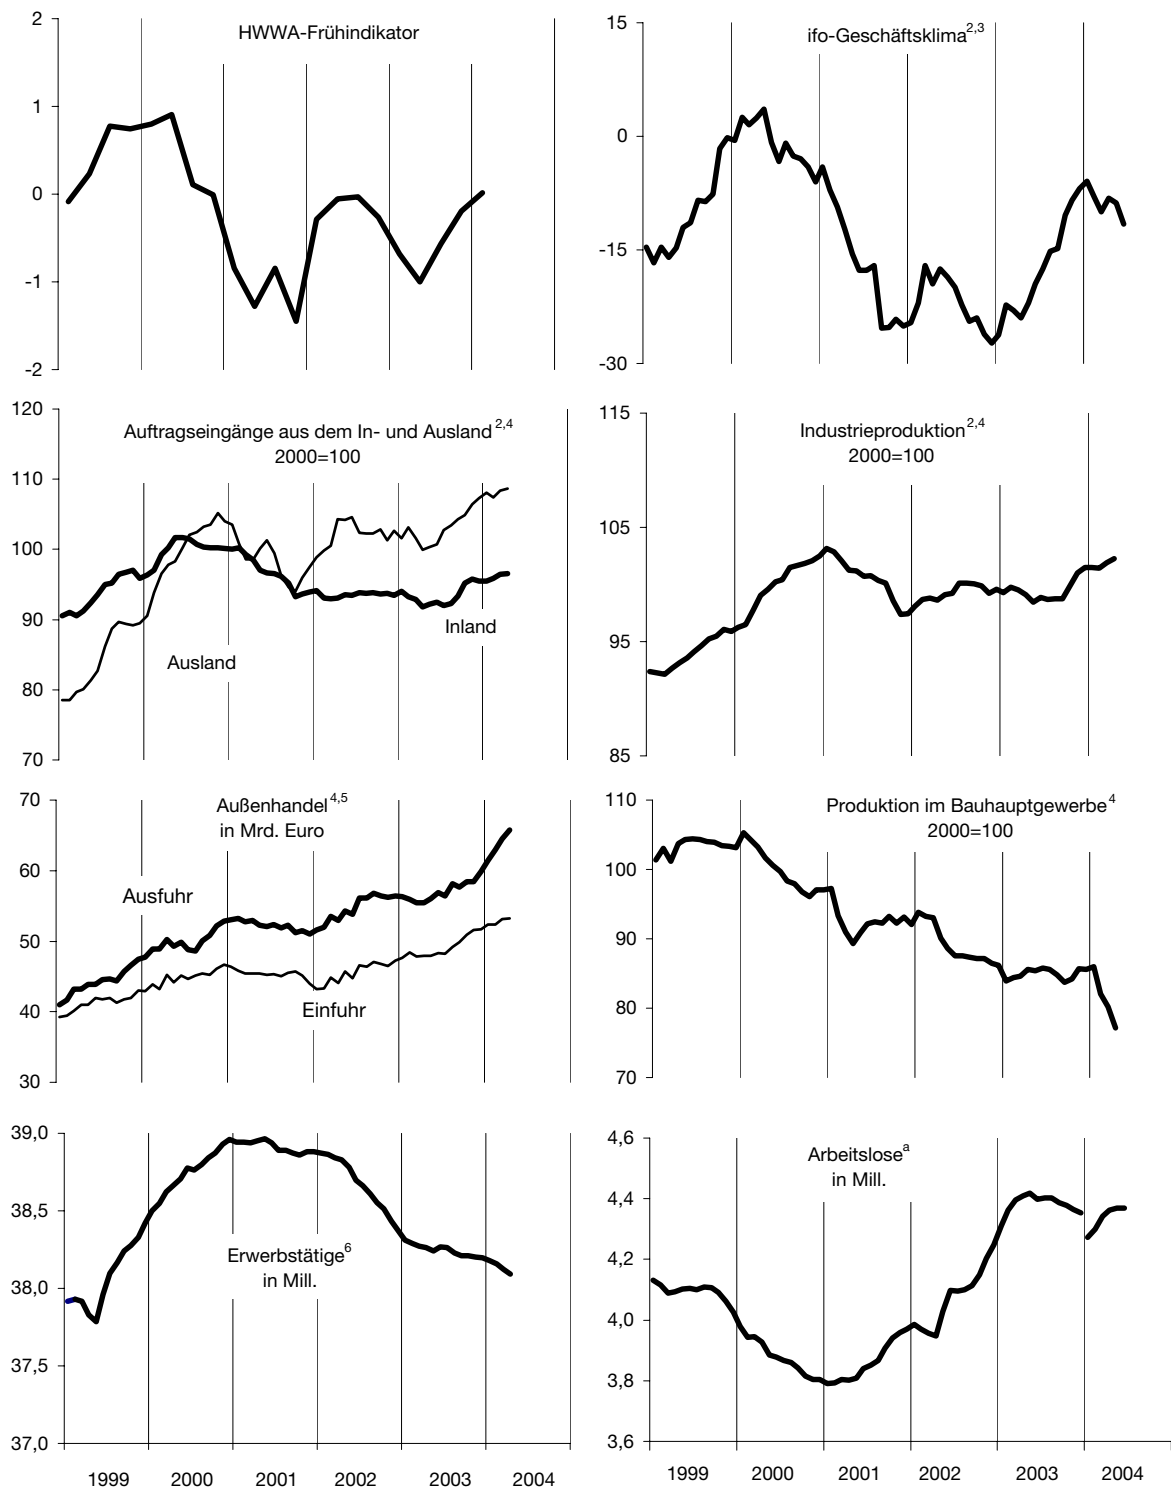 HWWA-Frühindikator
2
1
0
-1
-2
ifo-Geschäftsklima2,3
15
0
-15
-30
Auftragseingänge aus dem In- und Ausland2,4
2000=100
120
110
100
90
80
70
Inland
Ausland
Industrieproduktion2,4
2000=100
115
105
95
85
Außenhandel4,5
in Mrd. Euro
70
60
50
40
30
Ausfuhr
Einfuhr
Produktion im Bauhauptgewerbe4
2000=100
110
100
90
80
70
39,0
38,5
38,0
37,5
37,0
Erwerbstätige6
in Mill.
1999 2000 2001 2002 2003 2004
Arbeitslosea
in Mill.
4,6
4,4
4,2
4,0
3,8
3,6
1999 2000 2001 2002 2003 2004